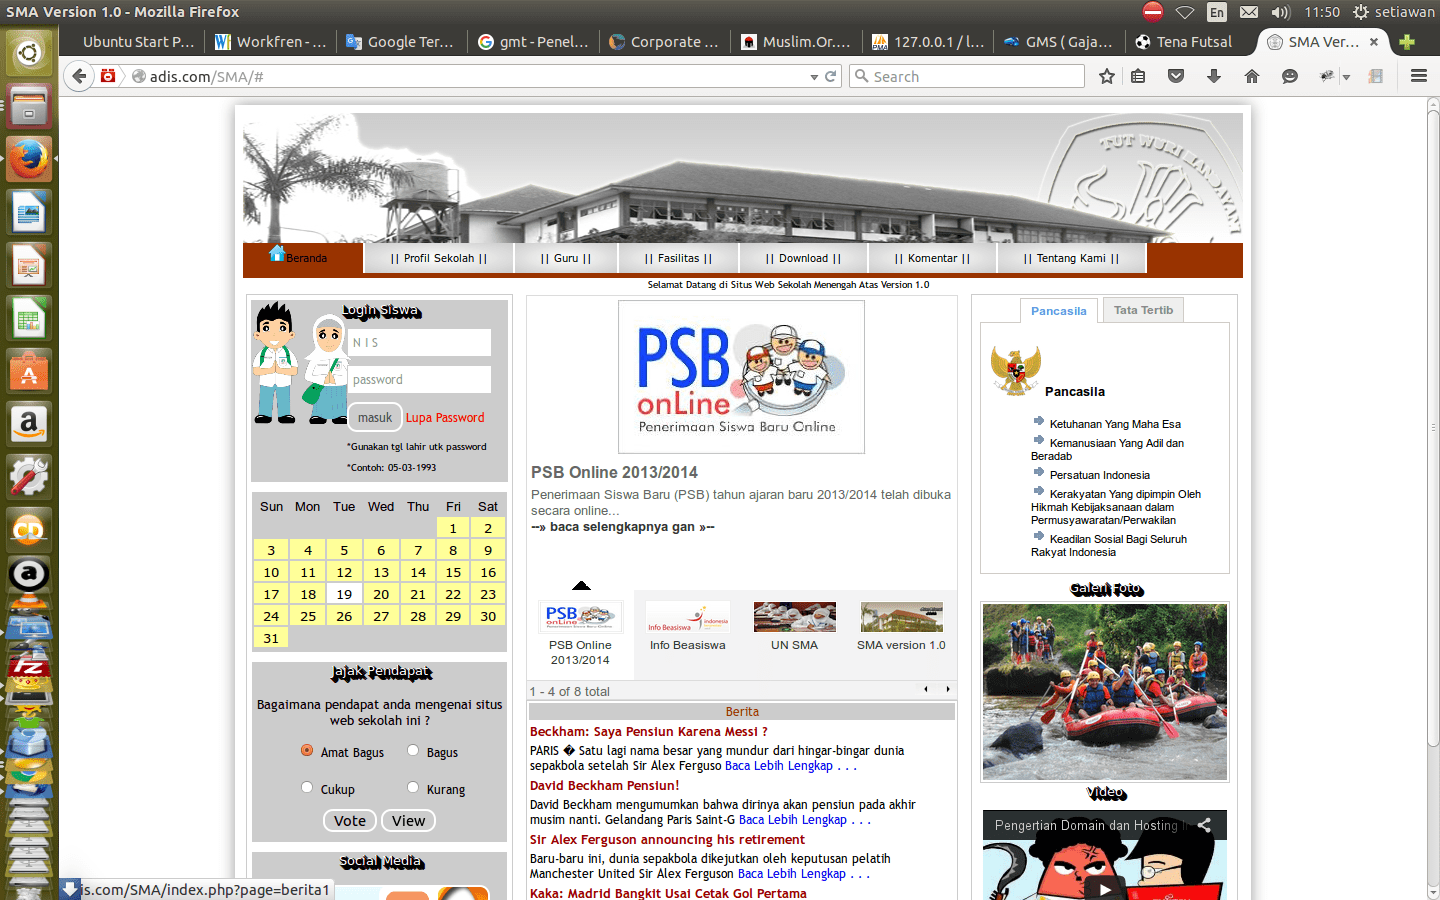 SMA Version 1.0 - Mozilla Firefox
En
11:50
setiawan
Ubuntu Start P...
Workfren - ...
Google Ter...
gmt - Penel...
Corporate ...
Muslim.Or....
127.0.0.1 / l...
GMS ( Gaja...
Tena Futsal
SMA Ver...
adis.com/SMA/#
Search
TUT WURI HANDAYANI
Beranda
|| Profil Sekolah ||
|| Guru ||
|| Fasilitas ||
|| Download ||
|| Komentar ||
|| Tentang Kami ||
Selamat Datang di Situs Web Sekolah Menengah Atas Version 1.0
Login Siswa
N I S
password
masuk Lupa Password
*Gunakan tgl lahir utk password
*Contoh: 05-03-1993
Sun Mon Tue Wed Thu Fri Sat
1 2
3 4 5 6 7 8 9
10 11 12 13 14 15 16
17 18 19 20 21 22 23
24 25 26 27 28 29 30
31
Jajak Pendapat
Bagaimana pendapat anda mengenai situs
web sekolah ini ?
Amat Bagus Bagus
Cukup Kurang
Vote View
Social Media
adis.com/SMA/index.php?page=berita1
PSB
onLine
Penerimaan Siswa Baru Online
PSB Online 2013/2014
Penerimaan Siswa Baru (PSB) tahun ajaran baru 2013/2014 telah dibuka
secara online...
--» baca selengkapnya gan »--
PSB
onLine
Info Beasiswa
indonesia
PSB Online
2013/2014
Info Beasiswa
UN SMA
SMA version 1.0
1 - 4 of 8 total
Berita
Beckham: Saya Pensiun Karena Messi ?
PARIS � Satu lagi nama besar yang mundur dari hingar-bingar dunia
sepakbola setelah Sir Alex Ferguso Baca Lebih Lengkap . . .
David Beckham Pensiun!
David Beckham mengumumkan bahwa dirinya akan pensiun pada akhir
musim nanti. Gelandang Paris Saint-G Baca Lebih Lengkap . . .
Sir Alex Ferguson announcing his retirement
Baru-baru ini, dunia sepakbola dikejutkan oleh keputusan pelatih
Manchester United Sir Alex Ferguson Baca Lebih Lengkap . . .
Kaka: Madrid Bangkit Usai Cetak Gol Pertama
Pancasila
Tata Tertib
Pancasila
Ketuhanan Yang Maha Esa
Kemanusiaan Yang Adil dan
Beradab
Persatuan Indonesia
Kerakyatan Yang dipimpin Oleh
Hikmah Kebijaksanaan dalam
Permusyawaratan/Perwakilan
Keadilan Sosial Bagi Seluruh
Rakyat Indonesia
Galeri Foto
Video
Pengertian Domain dan Hosting